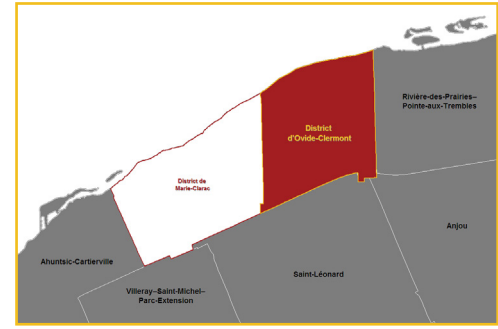 Rivière-des-Prairies–
Pointe-aux-Trembles
District
d'Ovide-Clermont
District de
Marie-Clarac
Anjou
Ahuntsic-Cartierville
Saint-Léonard
Villeray–Saint-Michel–
Parc-Extension